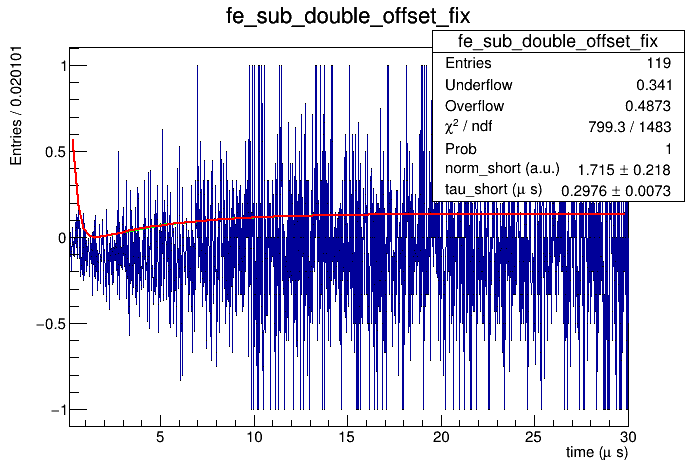 fe_sub_double_offset_fix
fe_sub_double_offset_fix
Entries 119
Underflow 0.341
Overflow 0.4873
χ² / ndf 799.3 / 1483
Prob 1
norm_short (a.u.) 1.715 ± 0.218
tau_short (μ s) 0.2976 ± 0.0073
Entries / 0.020101
1
0.5
0
−0.5
−1
5 10 15 20 25 30
time (μ s)